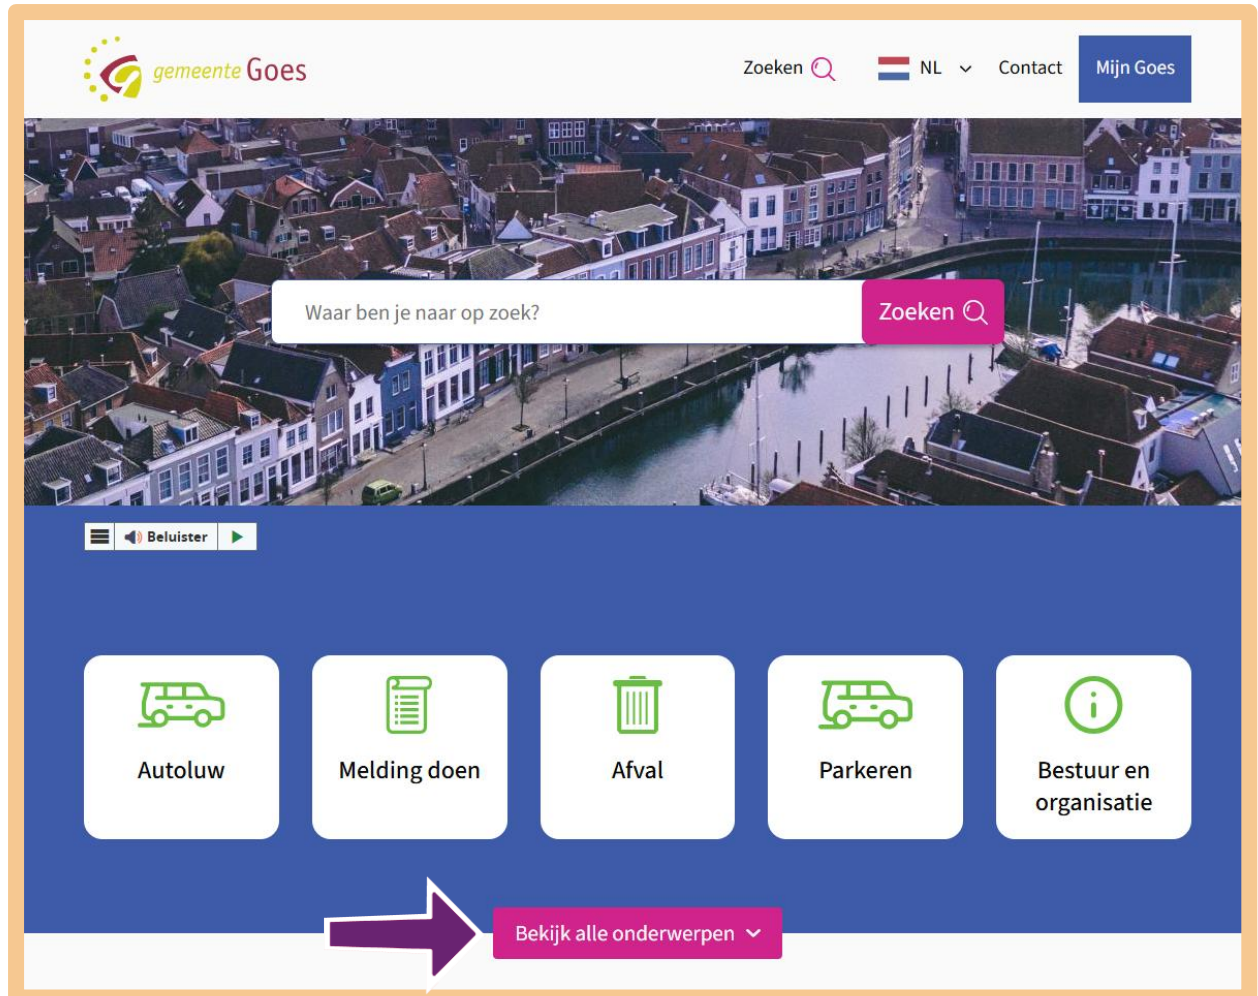 gemeente Goes
Zoeken
NL
Contact
Mijn Goes
Waar ben je naar op zoek?
Zoeken
Beluister
Autoluw
Melding doen
Afval
Parkeren
Bestuur en
organisatie
Bekijk alle onderwerpen